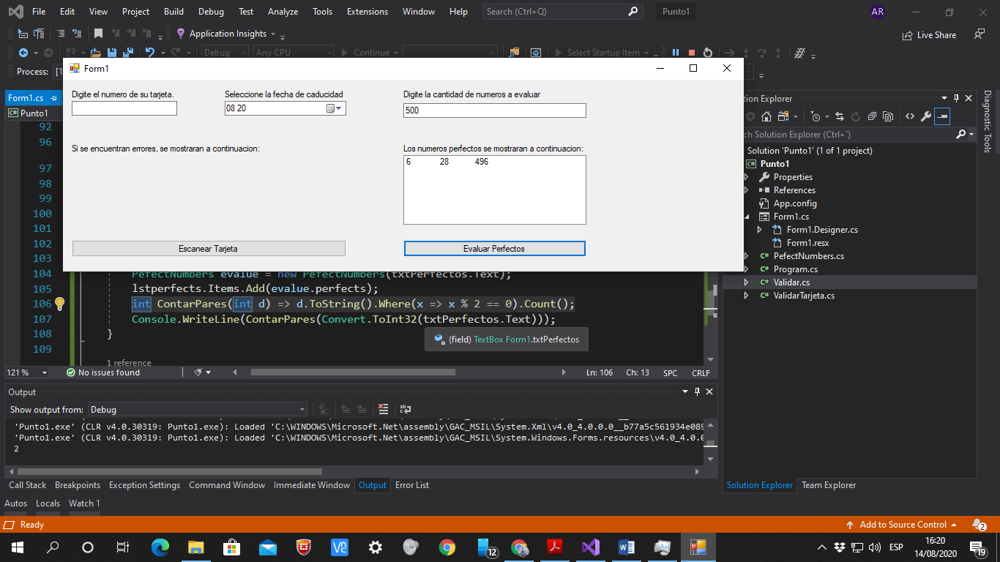 File Edit View Project Build Debug Test Analyze Tools Extensions Window Help Search (Ctrl+Q) Punto1 AR
Application Insights Live Share
Debug Any CPU Continue Select Startup Item
Process:
Form1
Form1.cs
Punto1
Digite el numero de su tarjeta.
Seleccione la fecha de caducidad
08 20
Digite la cantidad de numeros a evaluar
500
Si se encuentran errores, se mostraran a continuacion:
Los numeros perfectos se mostraran a continuacion:
6 28 496
Escanear Tarjeta
Evaluar Perfectos
92
96
97
98
99
100
101
102
103
104 PefectNumbers evalue = new PefectNumbers(txtPerfectos.Text);
105 lstperfects.Items.Add(evalue.perfects);
106 int ContarPares(int d) => d.ToString().Where(x => x % 2 == 0).Count();
107 Console.WriteLine(ContarPares(Convert.ToInt32(txtPerfectos.Text)));
108 }
109
(field) TextBox Form1.txtPerfectos
1 reference
121 % No issues found Ln: 106 Ch: 13 SPC CRLF
Output
Show output from: Debug
'Punto1.exe' (CLR v4.0.30319: Punto1.exe): Loaded 'C:\WINDOWS\Microsoft.Net\assembly\GAC_MSIL\System.Xml\v4.0_4.0.0.0__b77a5c561934e089
'Punto1.exe' (CLR v4.0.30319: Punto1.exe): Loaded 'C:\WINDOWS\Microsoft.Net\assembly\GAC_MSIL\System.Windows.Forms.resources\v4.0_4.0.0
2
Call Stack Breakpoints Exception Settings Command Window Immediate Window Output Error List
Autos Locals Watch 1
Diagnostic Tools
Solution 'Punto1' (1 of 1 project)
Punto1
Properties
References
App.config
Form1.cs
Form1.Designer.cs
Form1.resx
PefectNumbers.cs
Program.cs
Validar.cs
ValidarTarjeta.cs
Solution Explorer Team Explorer
Ready Add to Source Control 2
12 ESP 16:20 14/08/2020 19